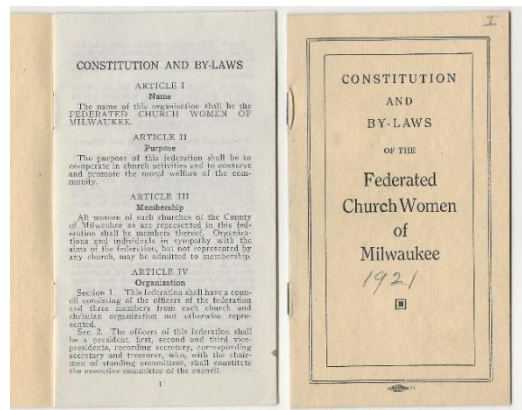 CONSTITUTION AND BY-LAWS
ARTICLE I
Name
The name of this organization shall be the
FEDERATED CHURCH WOMEN OF
MILWAUKEE.
ARTICLE II
Purpose
The purpose of this federation shall be to
co-operate in church activities and to conserve
and promote the moral welfare of the com-
munity.
ARTICLE III
Membership
All women of such churches of the County
of Milwaukee as are represented in this fed-
eration shall be members thereof. Organiza-
tions and individuals in sympathy with the
aims of the federation, but not represented by
any church, may be admitted to membership.
ARTICLE IV
Organization
Section 1. This federation shall have a coun-
cil consisting of the officers of the federation
and three members from each church and
christian organization not otherwise repre-
sented.
Sec. 2. The officers of this federation shall
be a president, first, second and third vice-
presidents, recording secretary, corresponding
secretary and treasurer, who, with the chair-
men of standing committees, shall constitute
the executive committee of the council.
1
I
CONSTITUTION
AND
BY-LAWS
OF THE
Federated
Church Women
of
Milwaukee
1921